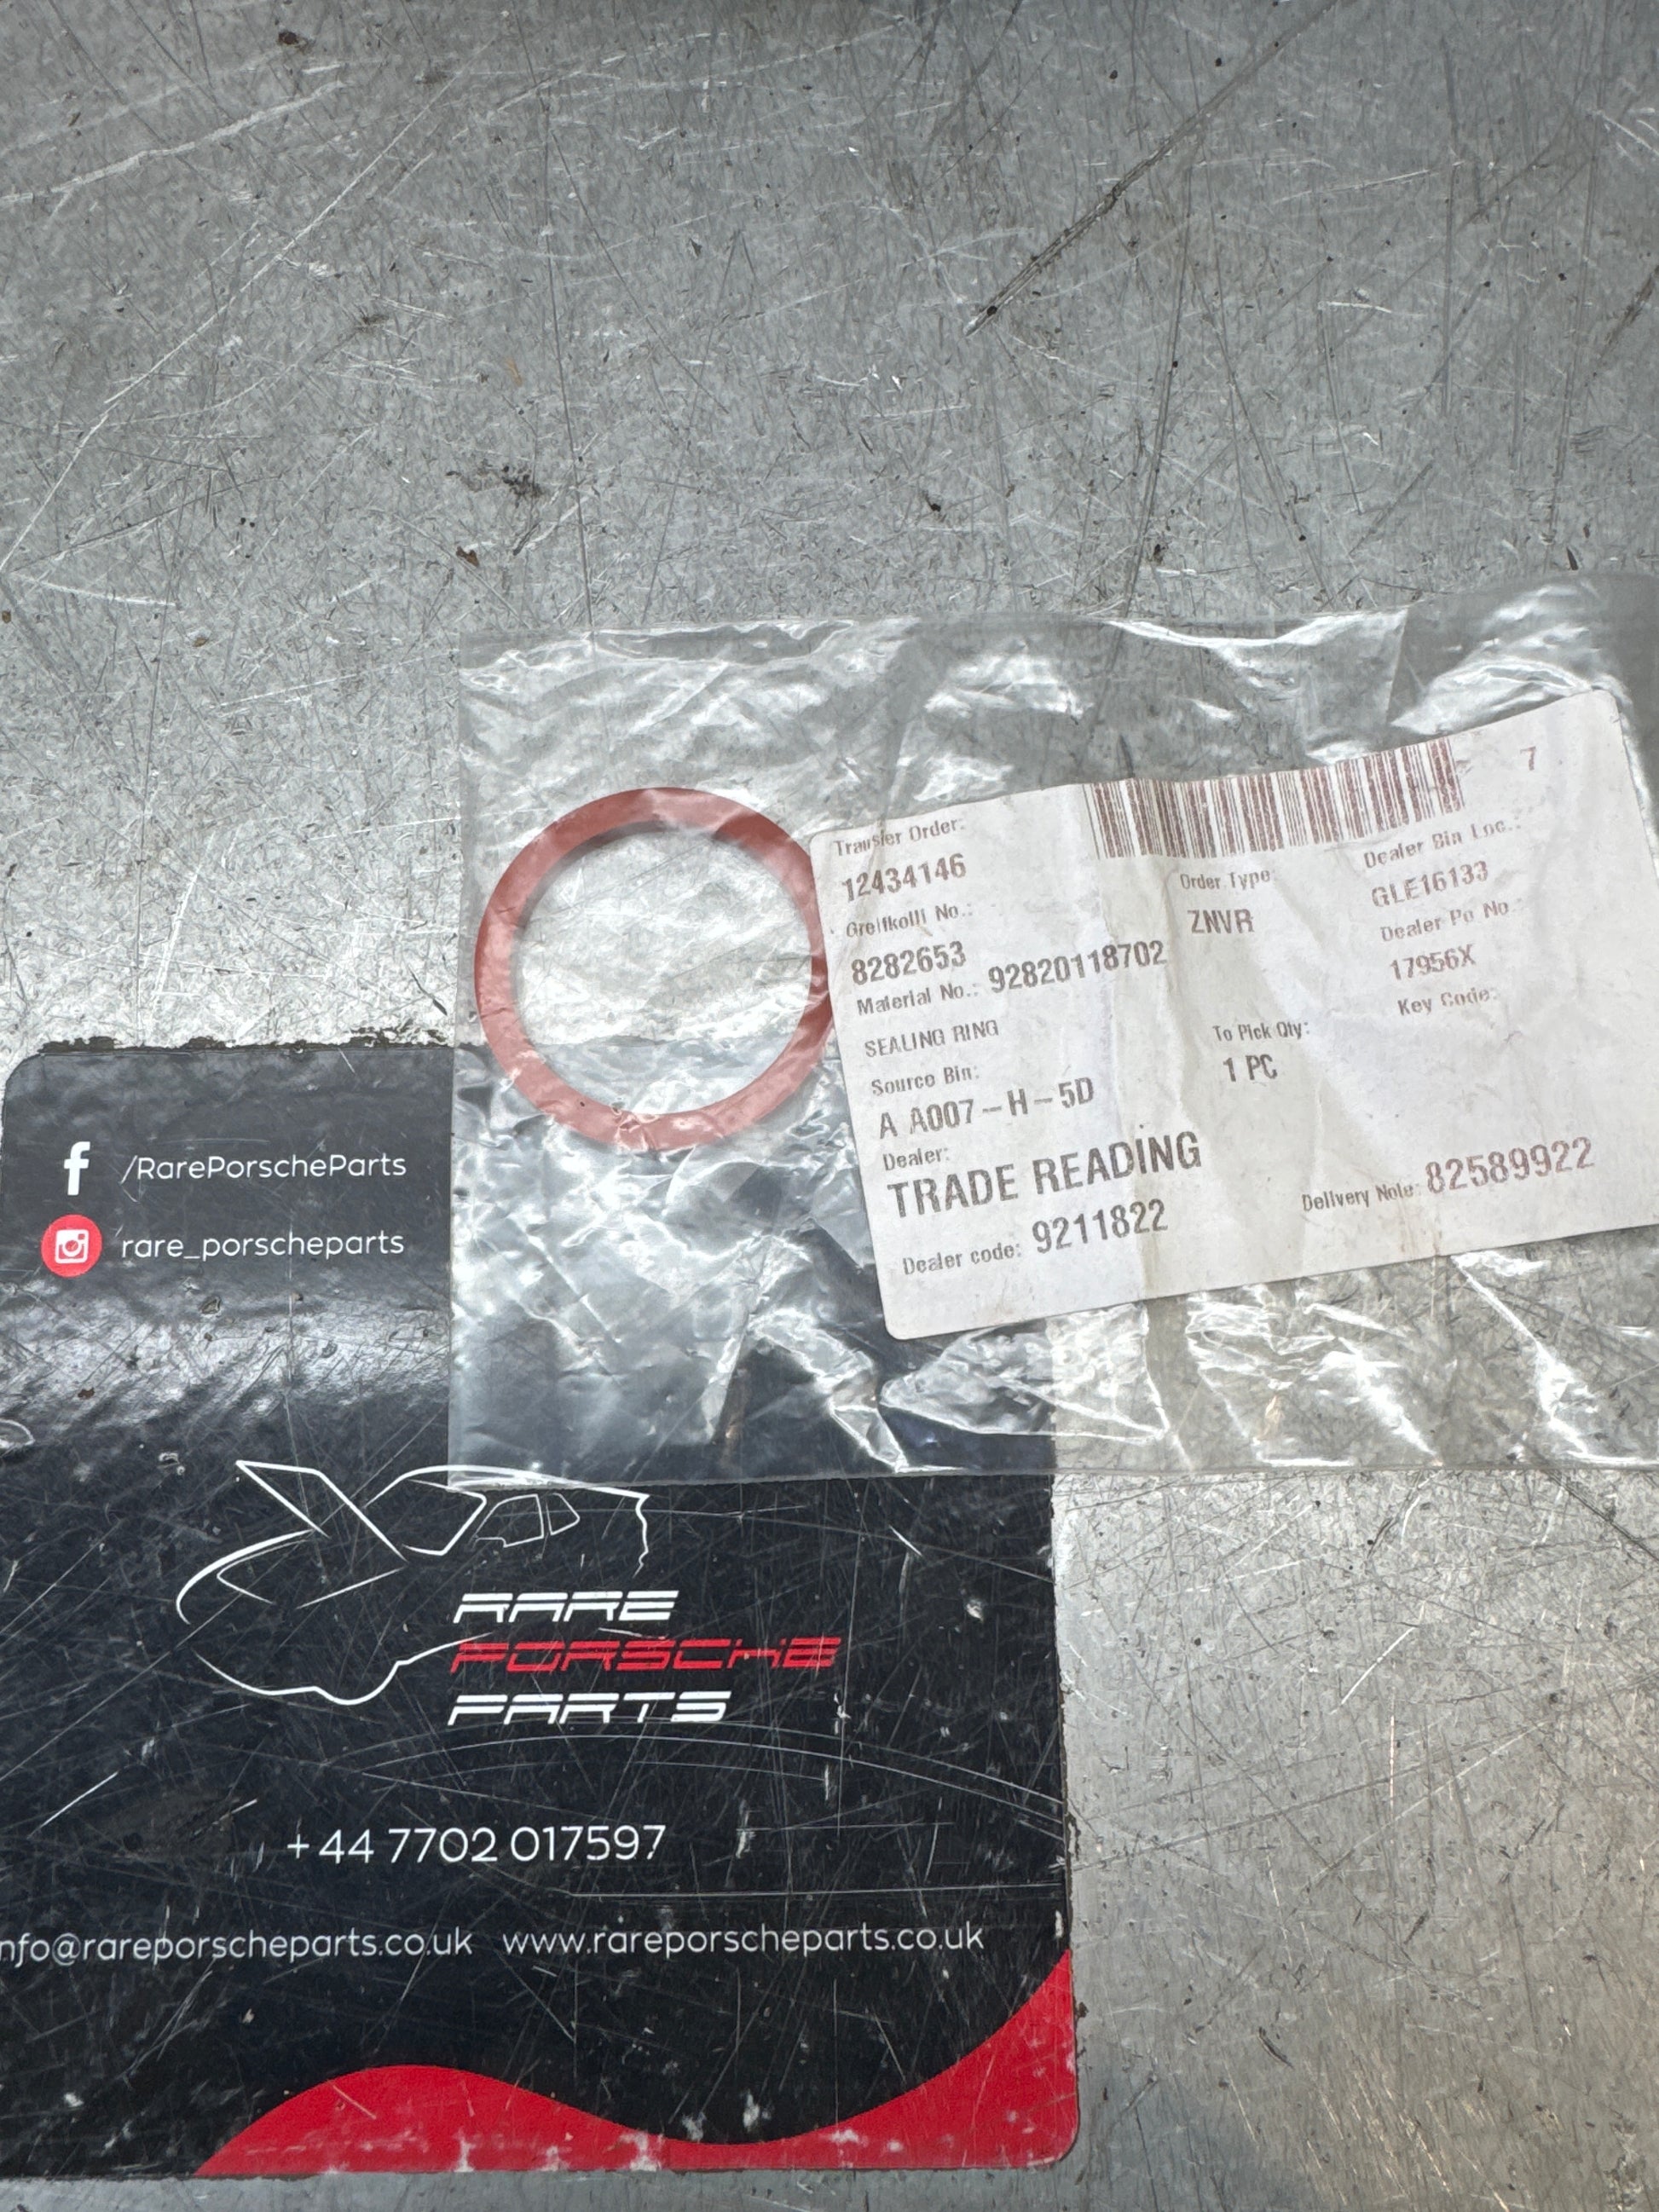 7
Transfer Order:
12434146
Greifkolli No.:
8282653
Material No.: 92820118702
SEALING RING
Source Bin:
A A007-H-5D
Dealer:
TRADE READING
Dealer code: 9211822
Order Type:
ZNVR
To Pick Qty:
1 PC
Dealer Bin Loc.:
GLE16133
Dealer Po No.:
17956X
Key Code:
Delivery Note: 82589922
/RarePorscheParts
rare_porscheparts
RARE
PORSCHE
PARTS
+44 7702 017597
nfo@rareporscheparts.co.uk www.rareporscheparts.co.uk